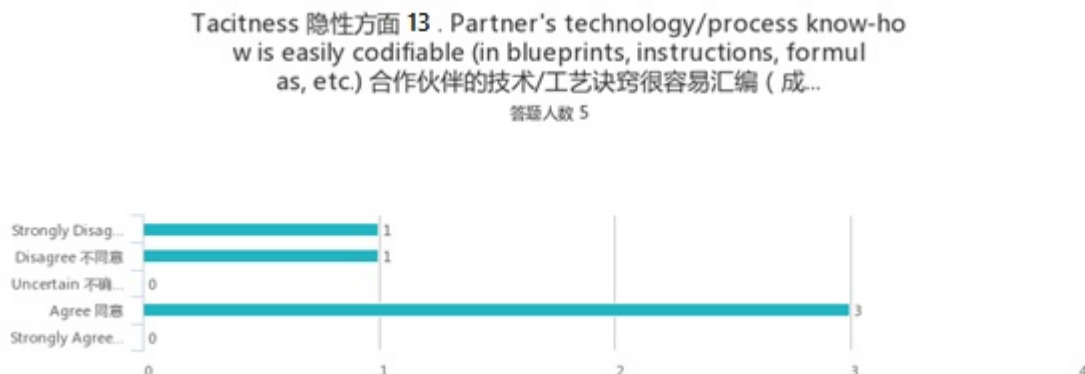 Tacitness 隐性方面 13 . Partner's technology/process know-ho
w is easily codifiable (in blueprints, instructions, formul
as, etc.) 合作伙伴的技术/工艺诀窍很容易汇编 ( 成...
答题人数 5
Strongly Disag... 1
Disagree 不同意 1
Uncertain 不确... 0
Agree 同意 3
Strongly Agree... 0
0 1 2 3 4